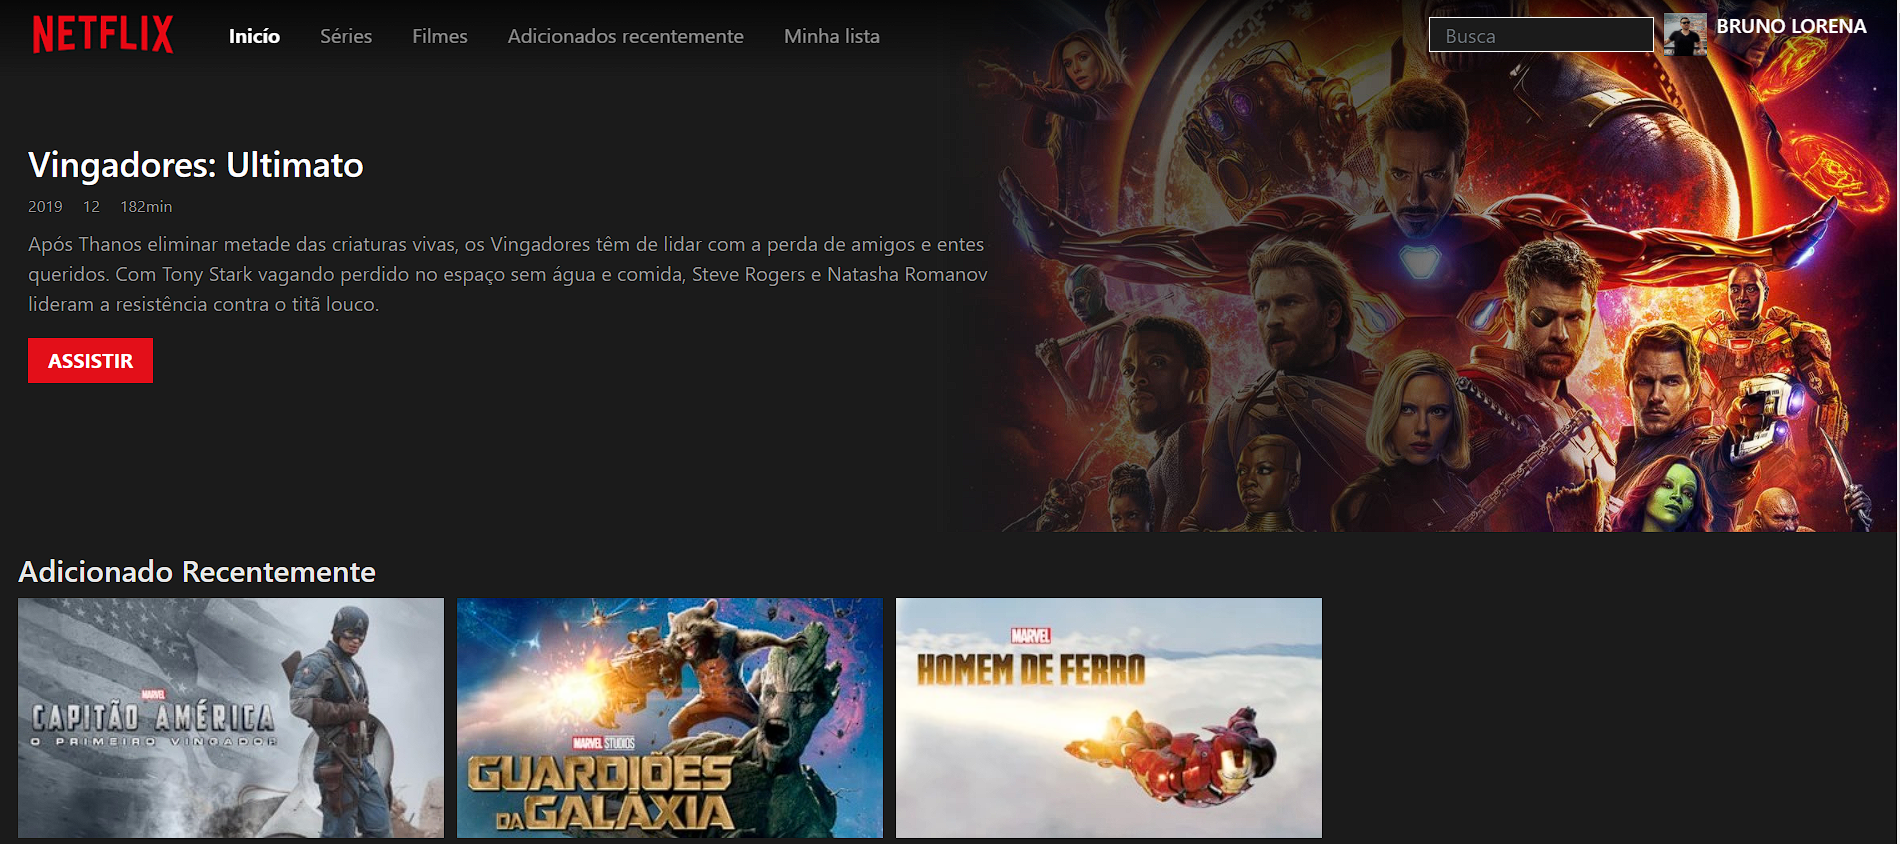 NETFLIX
Inicío
Séries
Filmes
Adicionados recentemente
Minha lista
Busca
BRUNO LORENA
Vingadores: Ultimato
2019 12 182min
Após Thanos eliminar metade das criaturas vivas, os Vingadores têm de lidar com a perda de amigos e entes
queridos. Com Tony Stark vagando perdido no espaço sem água e comida, Steve Rogers e Natasha Romanov
lideram a resistência contra o titã louco.
ASSISTIR
Adicionado Recentemente
MARVEL
CAPITÃO AMÉRICA
O PRIMEIRO VINGADOR
MARVEL STUDIOS
GUARDIÕES
DA GALÁXIA
MARVEL
HOMEM DE FERRO